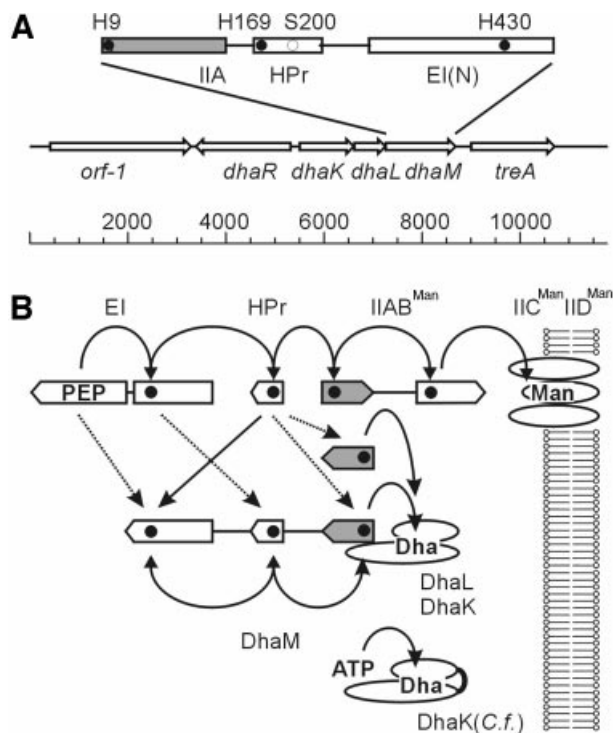 A
H9 H169 S200 H430
IIA HPr EI(N)
orf-1 dhaR dhaK dhaL dhaM treA
2000 4000 6000 8000 10000
B
EI HPr IIAB^Man IIC^Man IID^Man
PEP Man
Dha
DhaL
DhaK
DhaM
ATP Dha
DhaK(C.f.)